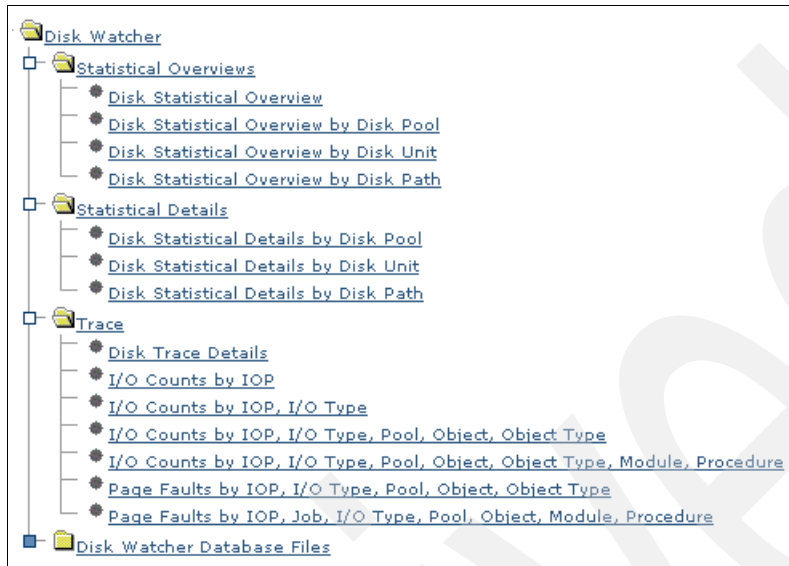 Disk Watcher
Statistical Overviews
Disk Statistical Overview
Disk Statistical Overview by Disk Pool
Disk Statistical Overview by Disk Unit
Disk Statistical Overview by Disk Path
Statistical Details
Disk Statistical Details by Disk Pool
Disk Statistical Details by Disk Unit
Disk Statistical Details by Disk Path
Trace
Disk Trace Details
I/O Counts by IOP
I/O Counts by IOP, I/O Type
I/O Counts by IOP, I/O Type, Pool, Object, Object Type
I/O Counts by IOP, I/O Type, Pool, Object, Object Type, Module, Procedure
Page Faults by IOP, I/O Type, Pool, Object, Object Type
Page Faults by IOP, Job, I/O Type, Pool, Object, Module, Procedure
Disk Watcher Database Files